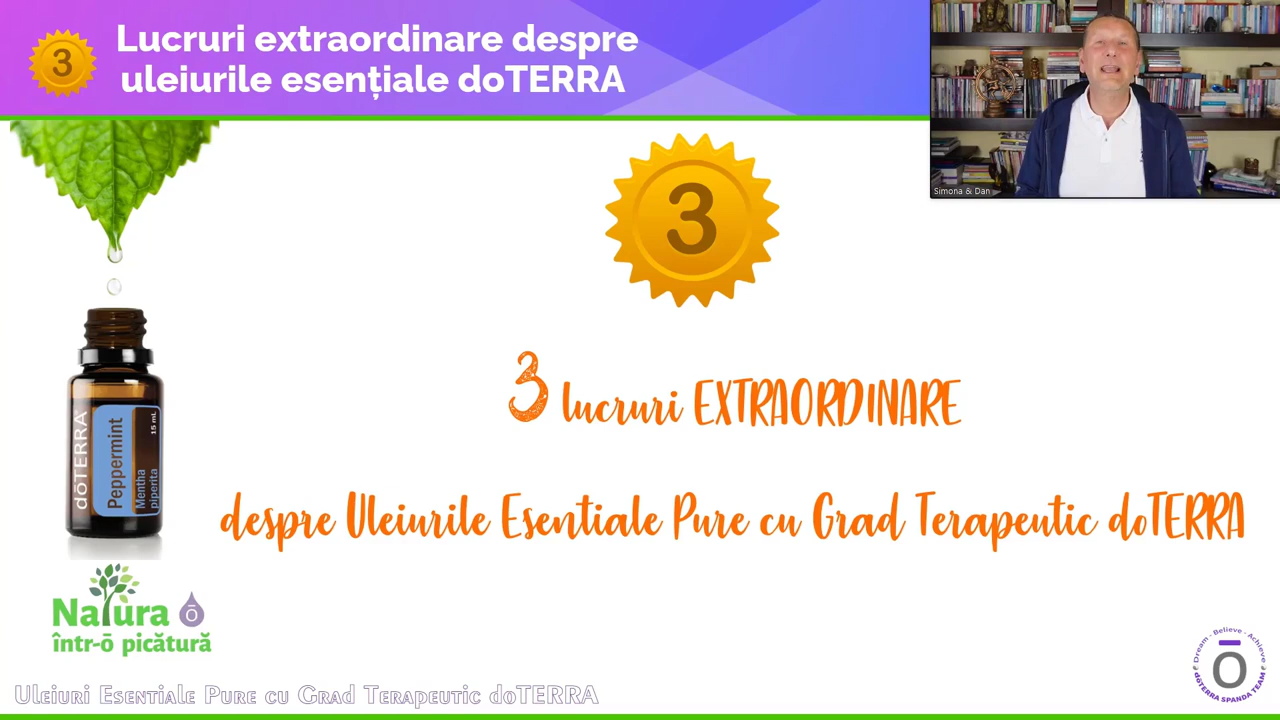 3
Lucruri extraordinare despre
uleiurile esențiale doTERRA
Simona & Dan
3
3 lucruri EXTRAORDINARE
despre Uleiurile Esentiale Pure cu Grad Terapeutic doTERRA
dōTERRA
Peppermint
Mentha
piperita
15 mL
Natura ō
într-ō picătură
Dream - Believe - Achieve
Ō
dōTERRA SPANDA TEAM
Uleiuri Esentiale Pure cu Grad Terapeutic doTERRA